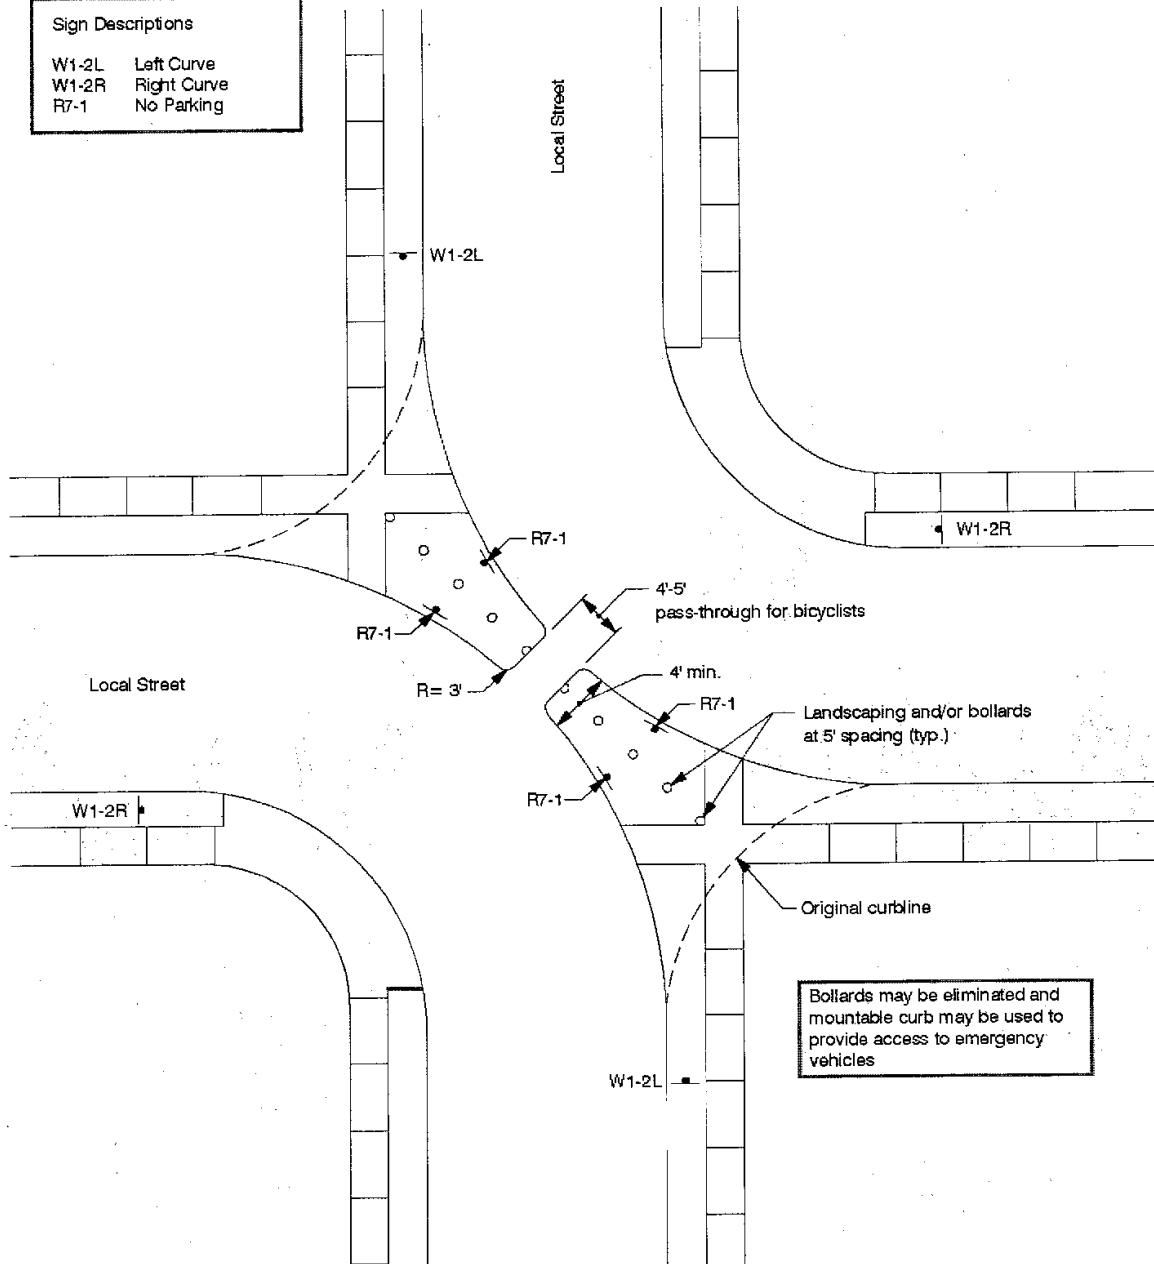 Sign Descriptions
W1-2L Left Curve
W1-2R Right Curve
R7-1 No Parking
Local Street
W1-2L
W1-2R
R7-1
4'-5'
pass-through for bicyclists
R7-1
R= 3'
Local Street
4' min.
R7-1
Landscaping and/or bollards
at 5' spacing (typ.)
R7-1
W1-2R
Original curbline
Bollards may be eliminated and
mountable curb may be used to
provide access to emergency
vehicles
W1-2L